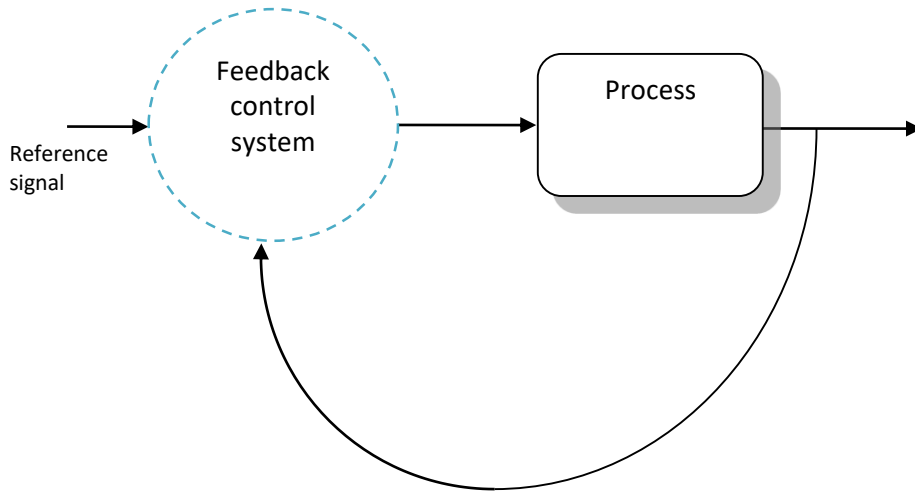 Feedback
control
system
Process
Reference
signal